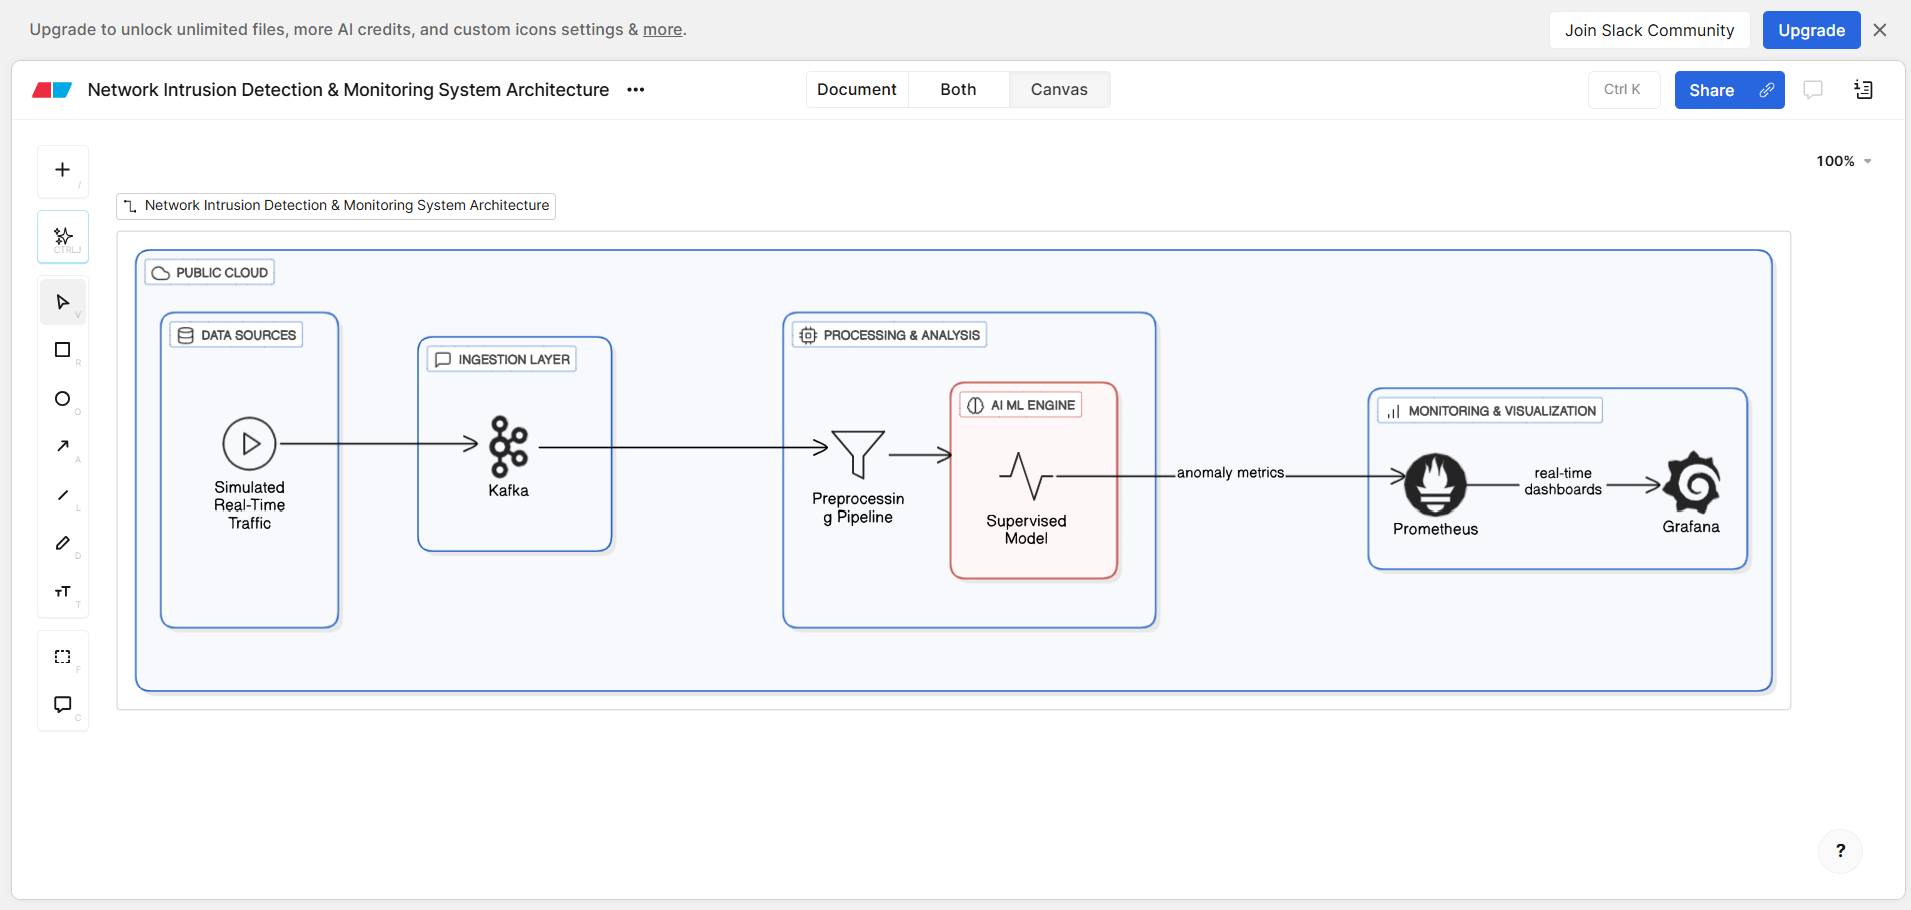 Upgrade to unlock unlimited files, more AI credits, and custom icons settings & more.
Join Slack Community
Upgrade
Network Intrusion Detection & Monitoring System Architecture
Document
Both
Canvas
Ctrl K
Share
100%
/
CTRL J
V
R
O
A
L
D
T
F
C
Network Intrusion Detection & Monitoring System Architecture
PUBLIC CLOUD
DATA SOURCES
Simulated
Real-Time
Traffic
INGESTION LAYER
Kafka
PROCESSING & ANALYSIS
Preprocessin
g Pipeline
AI ML ENGINE
Supervised
Model
anomaly metrics
MONITORING & VISUALIZATION
Prometheus
real-time
dashboards
Grafana
?